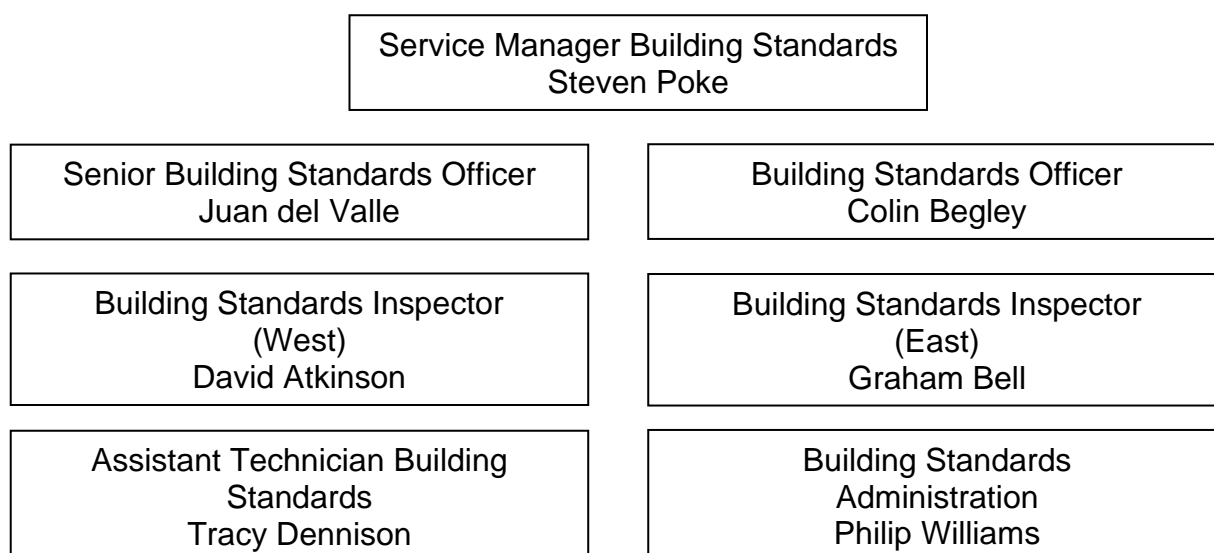 Service Manager Building Standards
Steven Poke
Senior Building Standards Officer
Juan del Valle
Building Standards Officer
Colin Begley
Building Standards Inspector
(West)
David Atkinson
Building Standards Inspector
(East)
Graham Bell
Assistant Technician Building
Standards
Tracy Dennison
Building Standards
Administration
Philip Williams